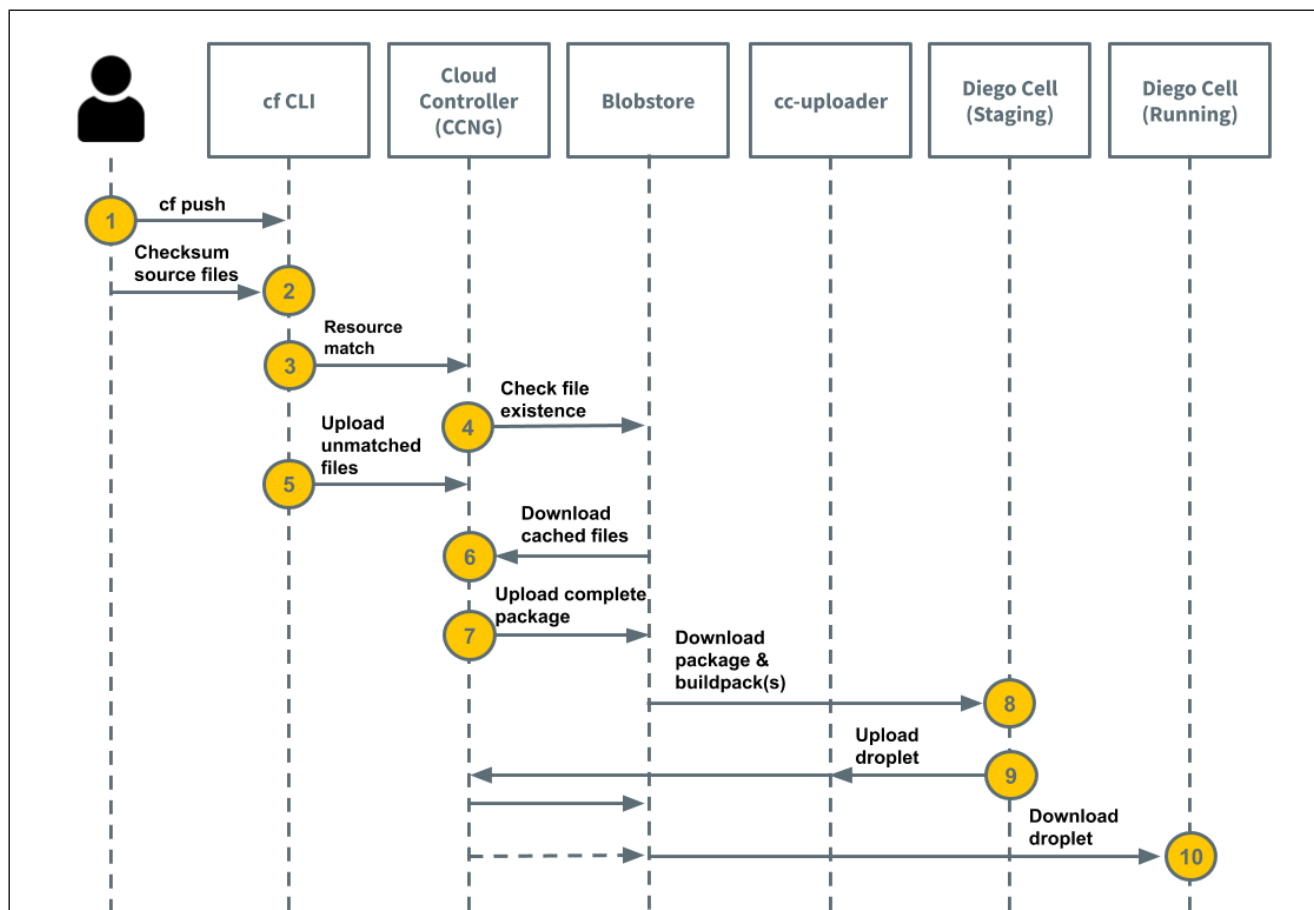 cf CLI
Cloud
Controller
(CCNG)
Blobstore
cc-uploader
Diego Cell
(Staging)
Diego Cell
(Running)
1
cf push
Checksum
source files
2
3
Resource
match
4
Check file
existence
Upload
unmatched
files
5
Download
cached files
6
Upload complete
package
7
Download
package &
buildpack(s)
8
Upload
droplet
9
Download
droplet
10